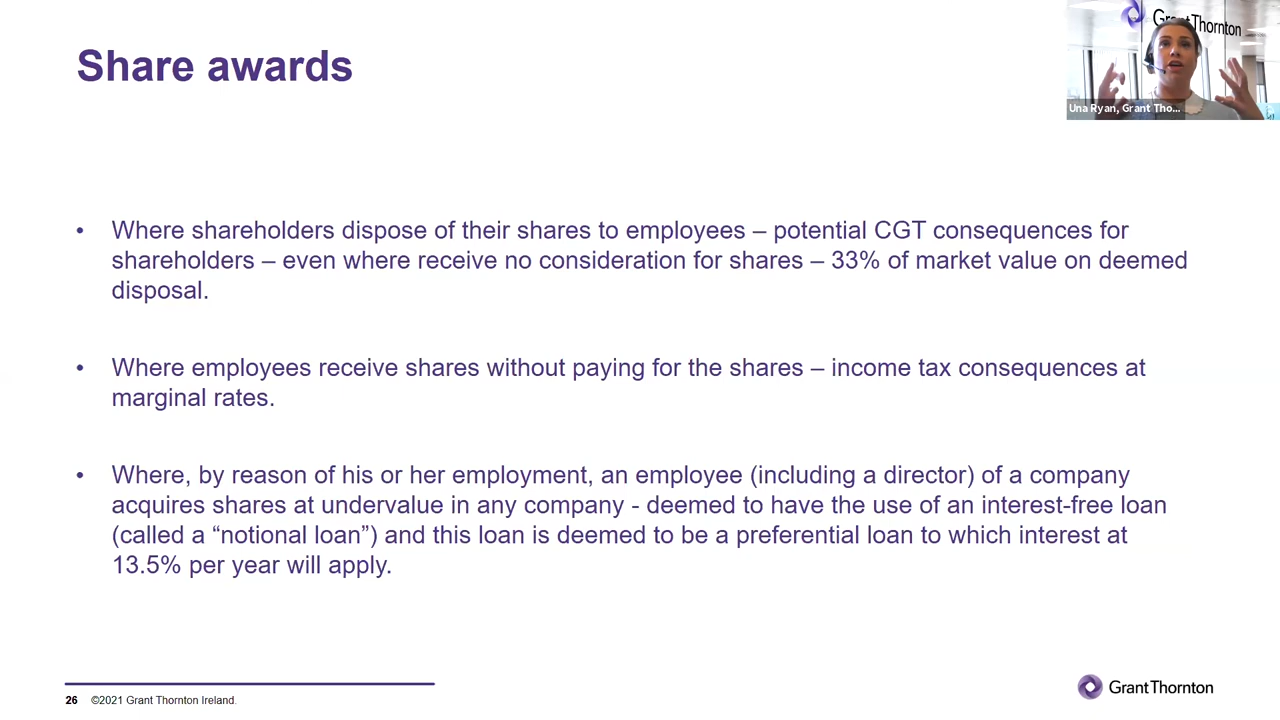 Share awards
Grant Thornton
Una Ryan, Grant Tho...
• Where shareholders dispose of their shares to employees – potential CGT consequences for
shareholders – even where receive no consideration for shares – 33% of market value on deemed
disposal.
• Where employees receive shares without paying for the shares – income tax consequences at
marginal rates.
• Where, by reason of his or her employment, an employee (including a director) of a company
acquires shares at undervalue in any company - deemed to have the use of an interest-free loan
(called a “notional loan”) and this loan is deemed to be a preferential loan to which interest at
13.5% per year will apply.
26 ©2021 Grant Thornton Ireland.
Grant Thornton